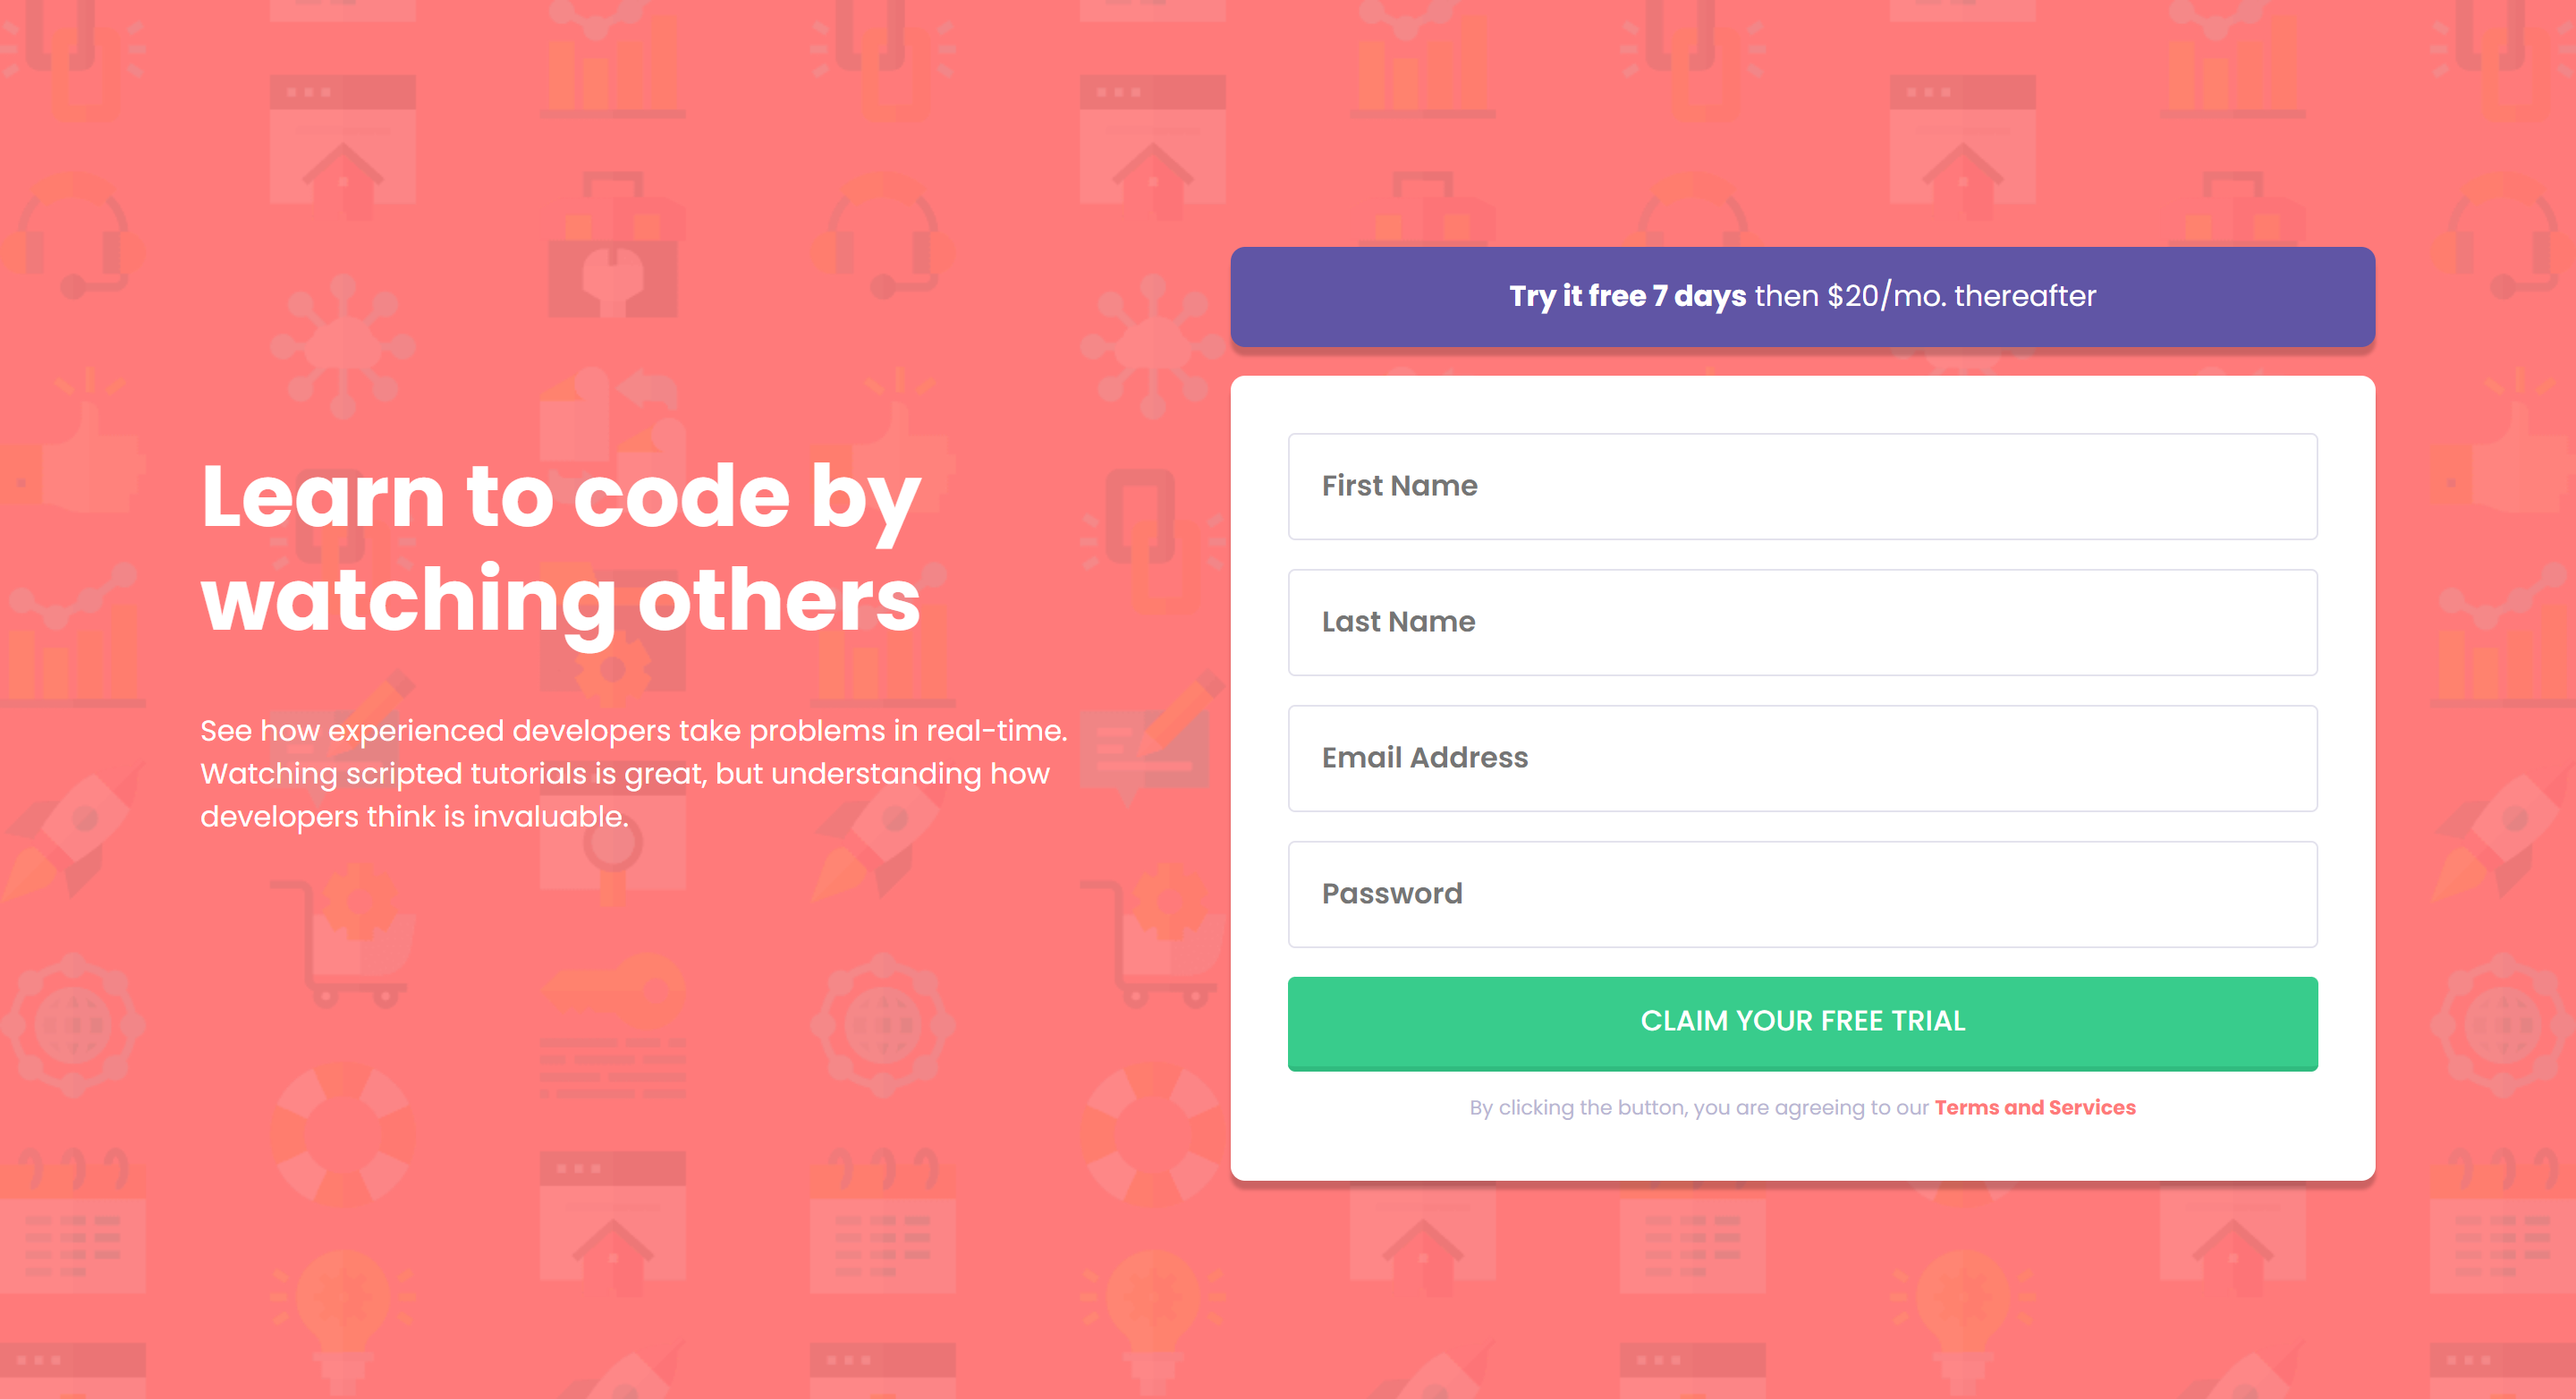 Learn to code by
watching others
See how experienced developers take problems in real-time.
Watching scripted tutorials is great, but understanding how
developers think is invaluable.
Try it free 7 days then $20/mo. thereafter
First Name
Last Name
Email Address
Password
CLAIM YOUR FREE TRIAL
By clicking the button, you are agreeing to our Terms and Services